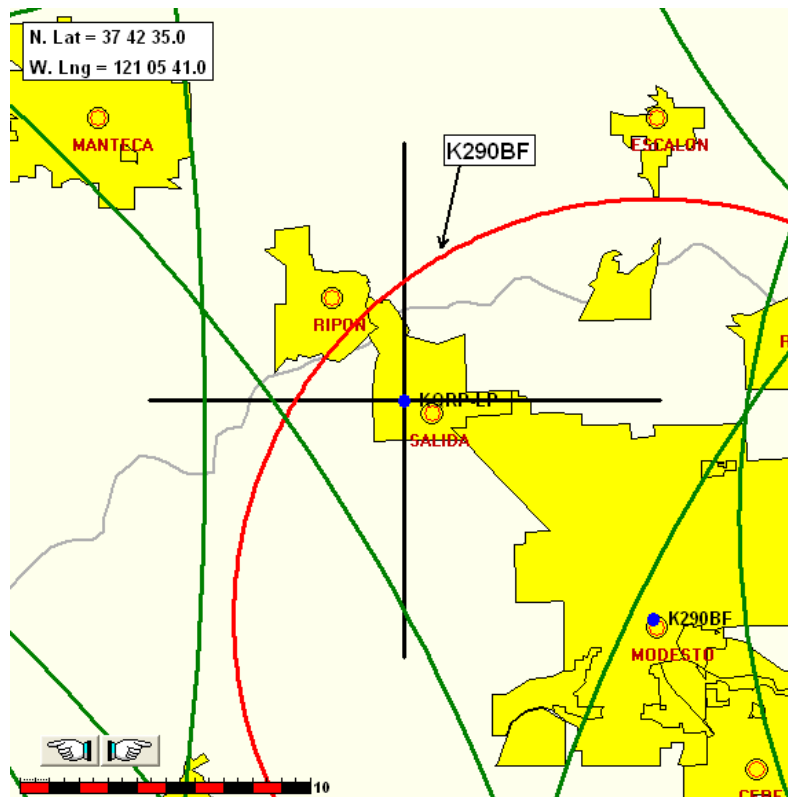 N. Lat = 37 42 35.0
W. Lng = 121 05 41.0
MANTECA
ESCALON
K290BF
RIPON
R
KQRP-LP
SALIDA
K290BF
MODESTO
10